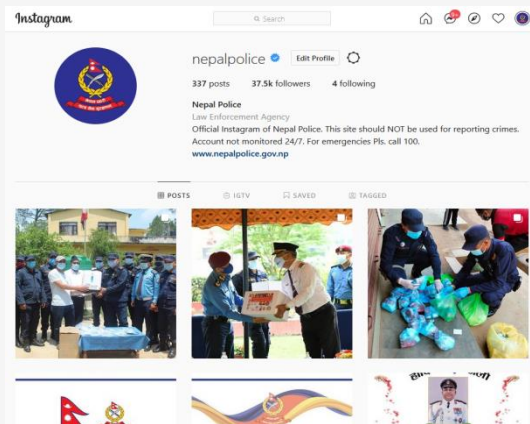 Instagram
Search
nepalpolice Edit Profile
337 posts 37.5k followers 4 following
Nepal Police
Law Enforcement Agency
Official Instagram of Nepal Police. This site should NOT be used for reporting crimes.
Account not monitored 24/7. For emergencies Pls. call 100.
www.nepalpolice.gov.np
POSTS IGTV SAVED TAGGED